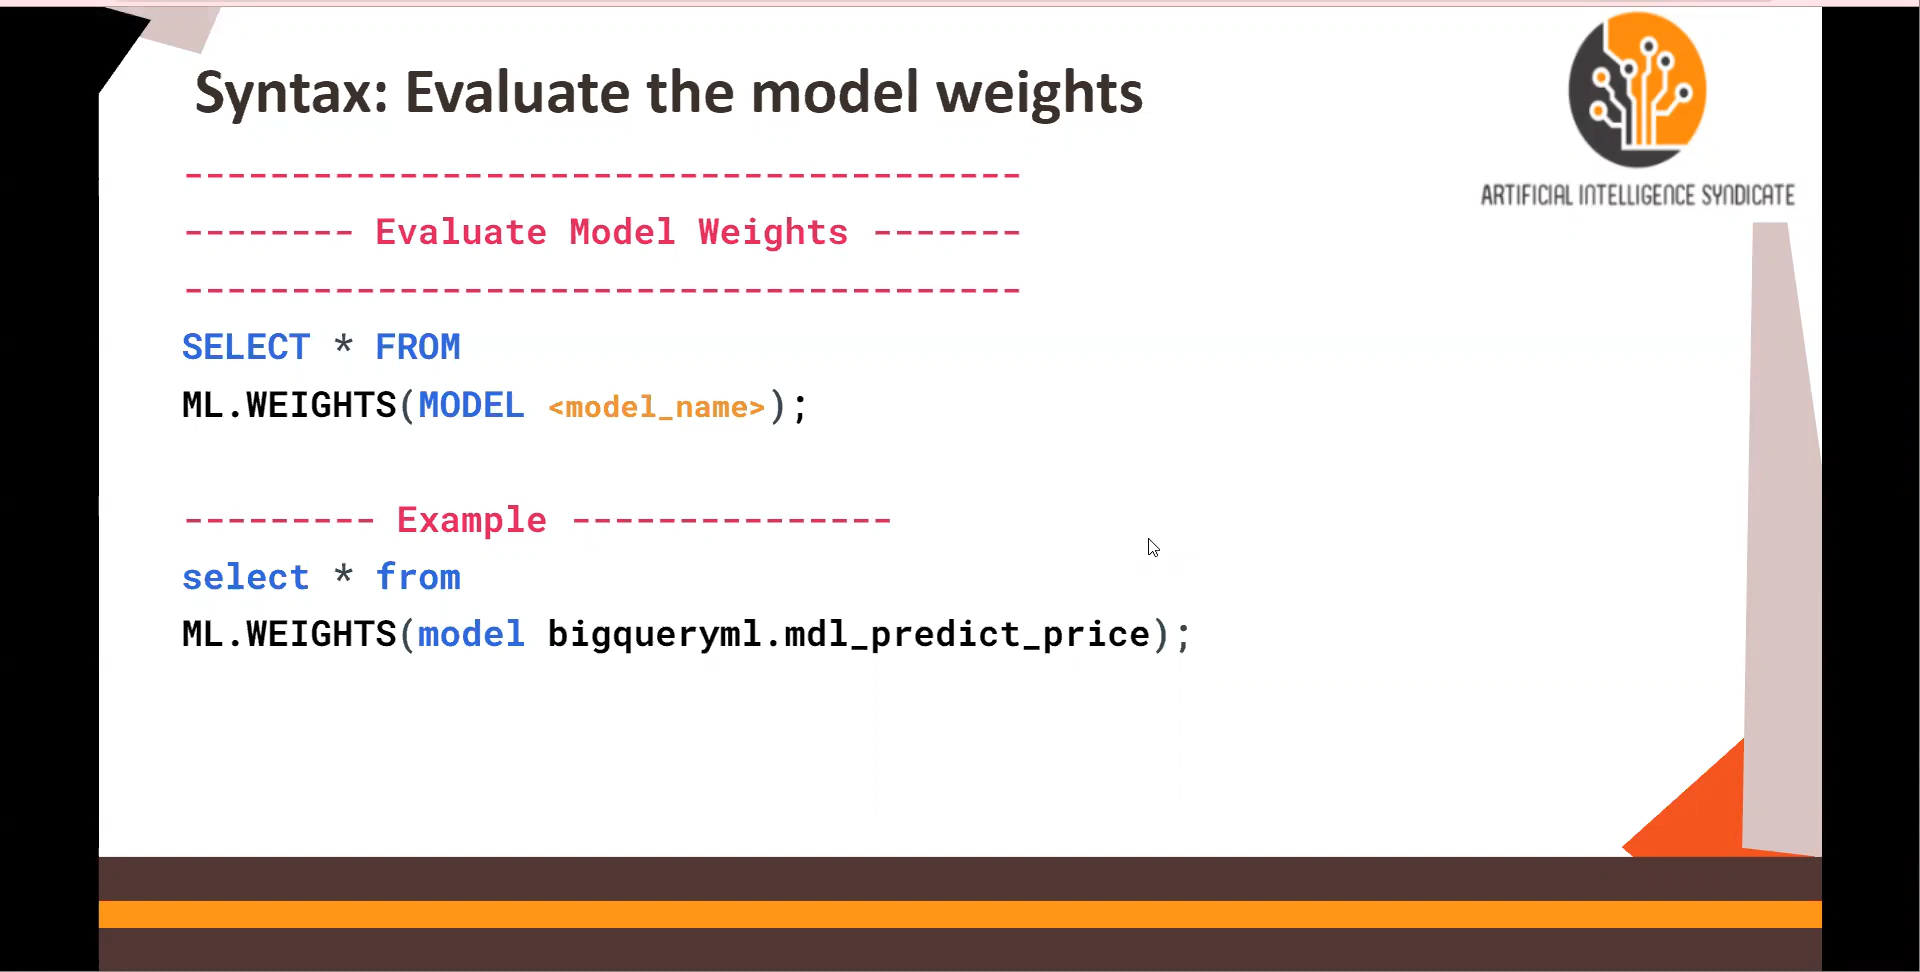 Syntax: Evaluate the model weights
ARTIFICIAL INTELLIGENCE SYNDICATE
---------------------------------------
-------- Evaluate Model Weights -------
---------------------------------------
SELECT * FROM
ML.WEIGHTS(MODEL <model_name>);
--------- Example ---------------
select * from
ML.WEIGHTS(model bigqueryml.mdl_predict_price);